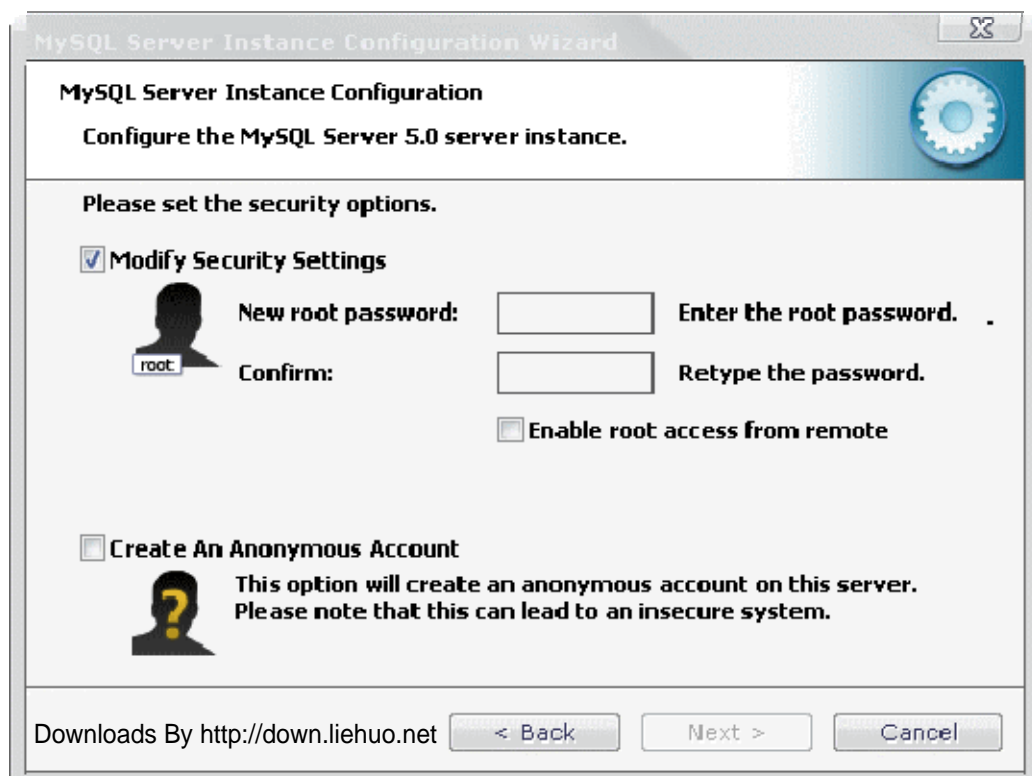 MySQL Server Instance Configuration Wizard
MySQL Server Instance Configuration
Configure the MySQL Server 5.0 server instance.
Please set the security options.
Modify Security Settings
New root password:
Enter the root password. .
root
Confirm:
Retype the password.
Enable root access from remote
Create An Anonymous Account
?
This option will create an anonymous account on this server.
Please note that this can lead to an insecure system.
Downloads By http://down.liehuo.net
< Back
Next >
Cancel